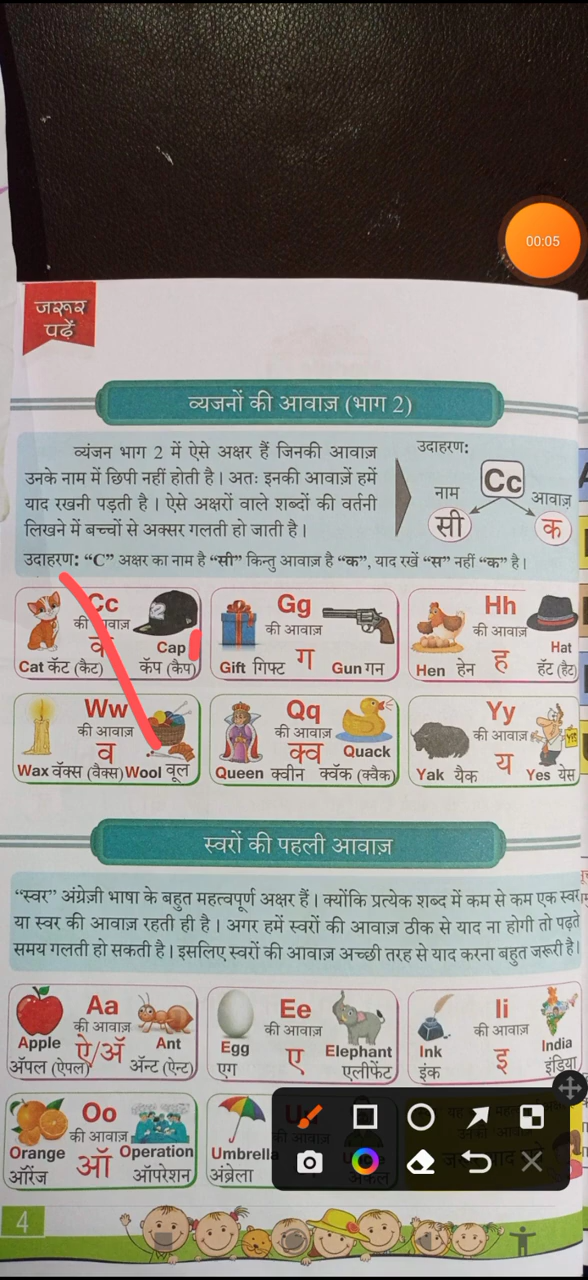 00:05
जरूर
पढ़ें
व्यजनों की आवाज़ (भाग 2)
व्यंजन भाग 2 में ऐसे अक्षर हैं जिनकी आवाज़
उनके नाम में छिपी नहीं होती है। अतः इनकी आवाज़ें हमें
याद रखनी पड़ती है। ऐसे अक्षरों वाले शब्दों की वर्तनी
लिखने में बच्चों से अक्सर गलती हो जाती है।
उदाहरण:
Cc
नाम
आवाज़
सी
क
उदाहरण: “C” अक्षर का नाम है “सी” किन्तु आवाज़ है “क”, याद रखें “स” नहीं “क” है।
Cc
की आवाज़
क
Cap
Cat कॅट (कैट)
कॅप (कैप)
Gg
की आवाज़
ग
Gift गिफ्ट
Gun गन
Hh
की आवाज़
ह
Hat
Hen हेन
हॅट (हैट)
Ww
की आवाज़
व
Wax वॅक्स (वैक्स)
Wool वूल
Qq
की आवाज़
क्व
Quack
Queen क्वीन
क्वॅक (क्वैक)
Yy
की आवाज़
य
YES
Yak यैक
Yes येस
स्वरों की पहली आवाज़
“स्वर” अंग्रेज़ी भाषा के बहुत महत्वपूर्ण अक्षर हैं। क्योंकि प्रत्येक शब्द में कम से कम एक स्वर
या स्वर की आवाज़ रहती ही है। अगर हमें स्वरों की आवाज़ ठीक से याद ना होगी तो पढ़ते
समय गलती हो सकती है। इसलिए स्वरों की आवाज़ अच्छी तरह से याद करना बहुत जरूरी है।
Aa
की आवाज़
ऐ/ॲ
Apple
Ant
ॲपल (ऐपल)
ॲन्ट (ऐन्ट)
Ee
की आवाज़
ए
Egg
Elephant
एग
एलीफेंट
Ii
की आवाज़
इ
Ink
India
इंक
इंडिया
Oo
की आवाज़
ऑ
Orange
Operation
ऑरेंज
ऑपरेशन
Umbrella
अंब्रेला
4